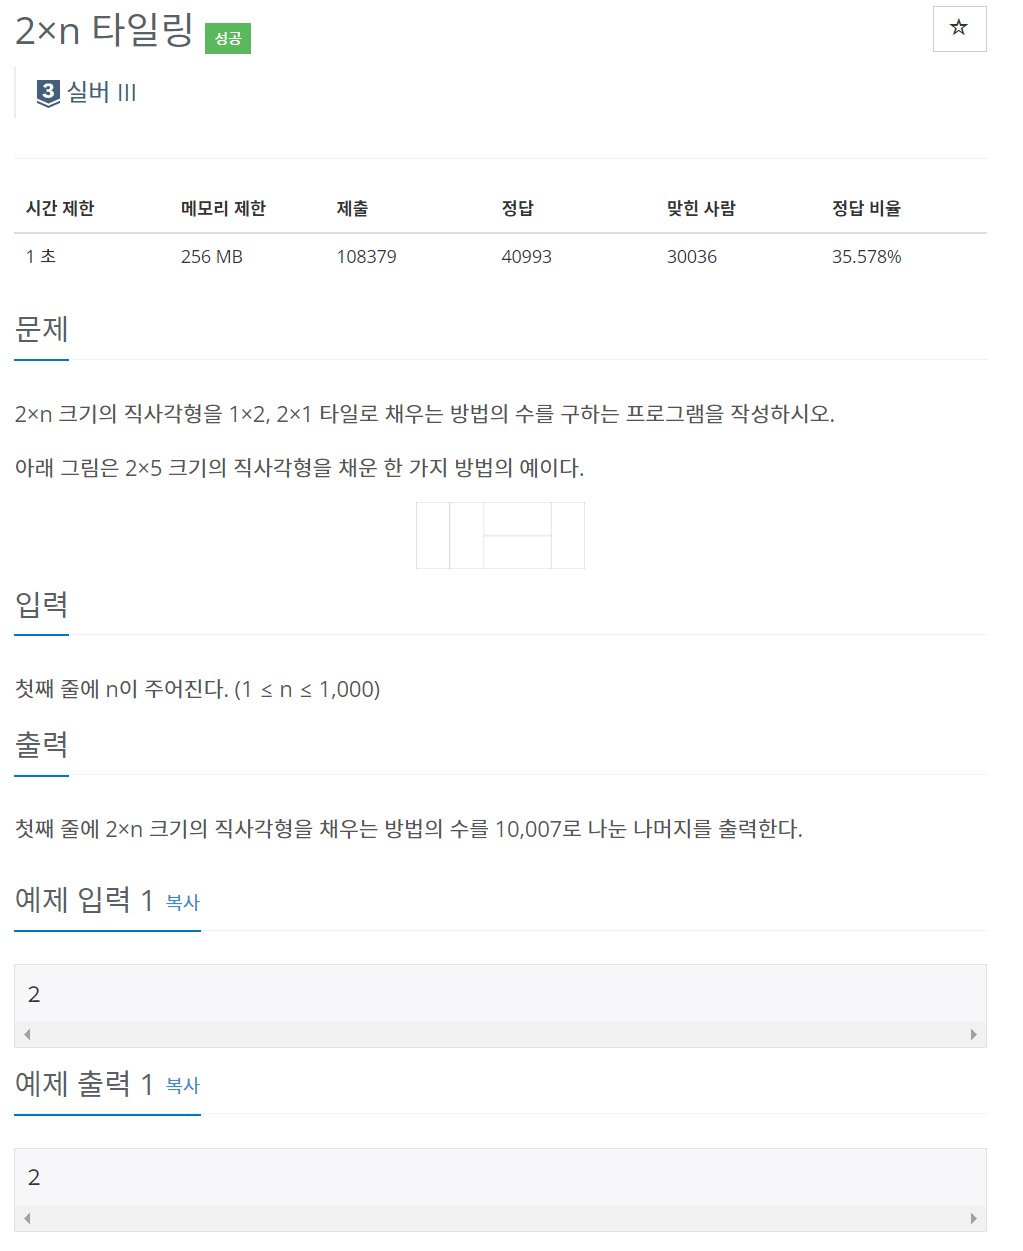 2×n 타일링 성공
☆
3 실버 III
시간 제한 메모리 제한 제출 정답 맞힌 사람 정답 비율
1 초 256 MB 108379 40993 30036 35.578%
문제
2×n 크기의 직사각형을 1×2, 2×1 타일로 채우는 방법의 수를 구하는 프로그램을 작성하시오.
아래 그림은 2×5 크기의 직사각형을 채운 한 가지 방법의 예이다.
입력
첫째 줄에 n이 주어진다. (1 ≤ n ≤ 1,000)
출력
첫째 줄에 2×n 크기의 직사각형을 채우는 방법의 수를 10,007로 나눈 나머지를 출력한다.
예제 입력 1 복사
2
예제 출력 1 복사
2